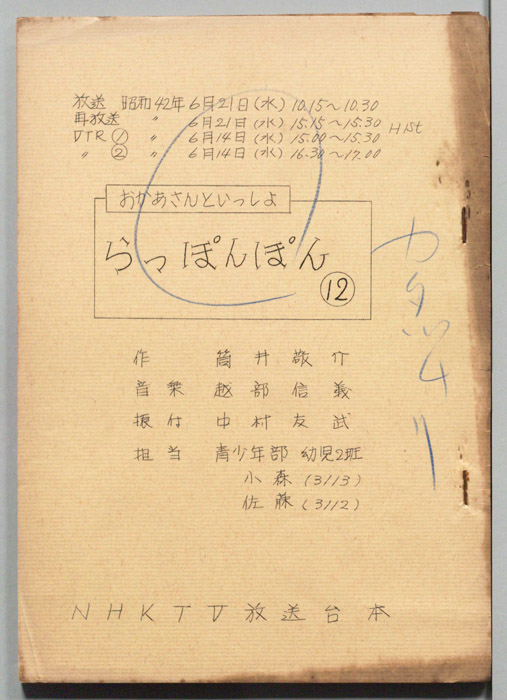 放送 昭和42年6月21日(水) 10.15～10.30
再放送 〃 6月21日(水) 15.15～15.30
VTR ① 〃 6月14日(水) 15.00～15.30 H1St
〃 ② 〃 6月14日(水) 16.30～17.00
おかあさんといっしよ
らっぽんぽん
⑫
作 筒井敬介
音楽 越部信義
振付 中村友武
担当 青少年部 幼児2班
小森(3113)
佐藤(3112)
NHKTV放送台本